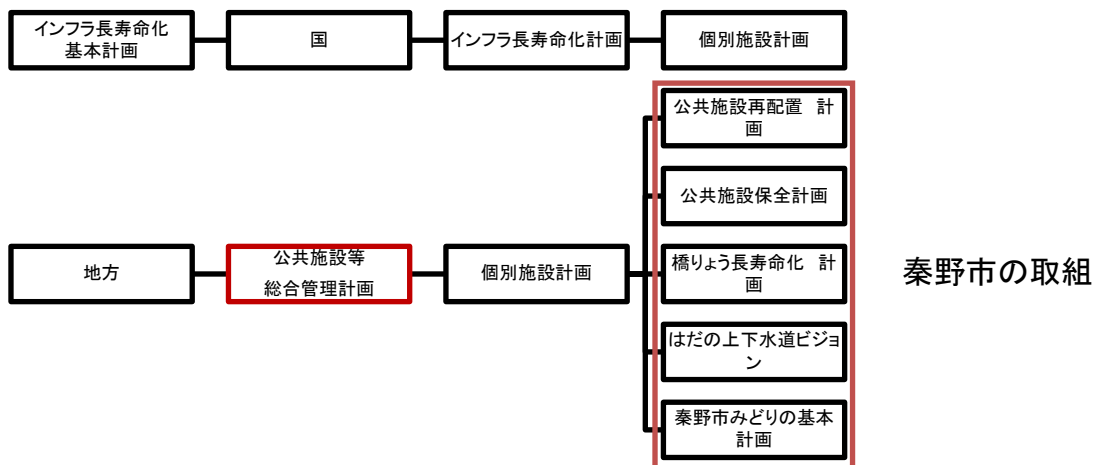 インフラ長寿命化
基本計画
国
インフラ長寿命化計画
個別施設計画
公共施設再配置 計
画
公共施設保全計画
地方
公共施設等
総合管理計画
個別施設計画
橋りょう長寿命化 計
画
秦野市の取組
はだの上下水道ビジョ
ン
秦野市みどりの基本
計画